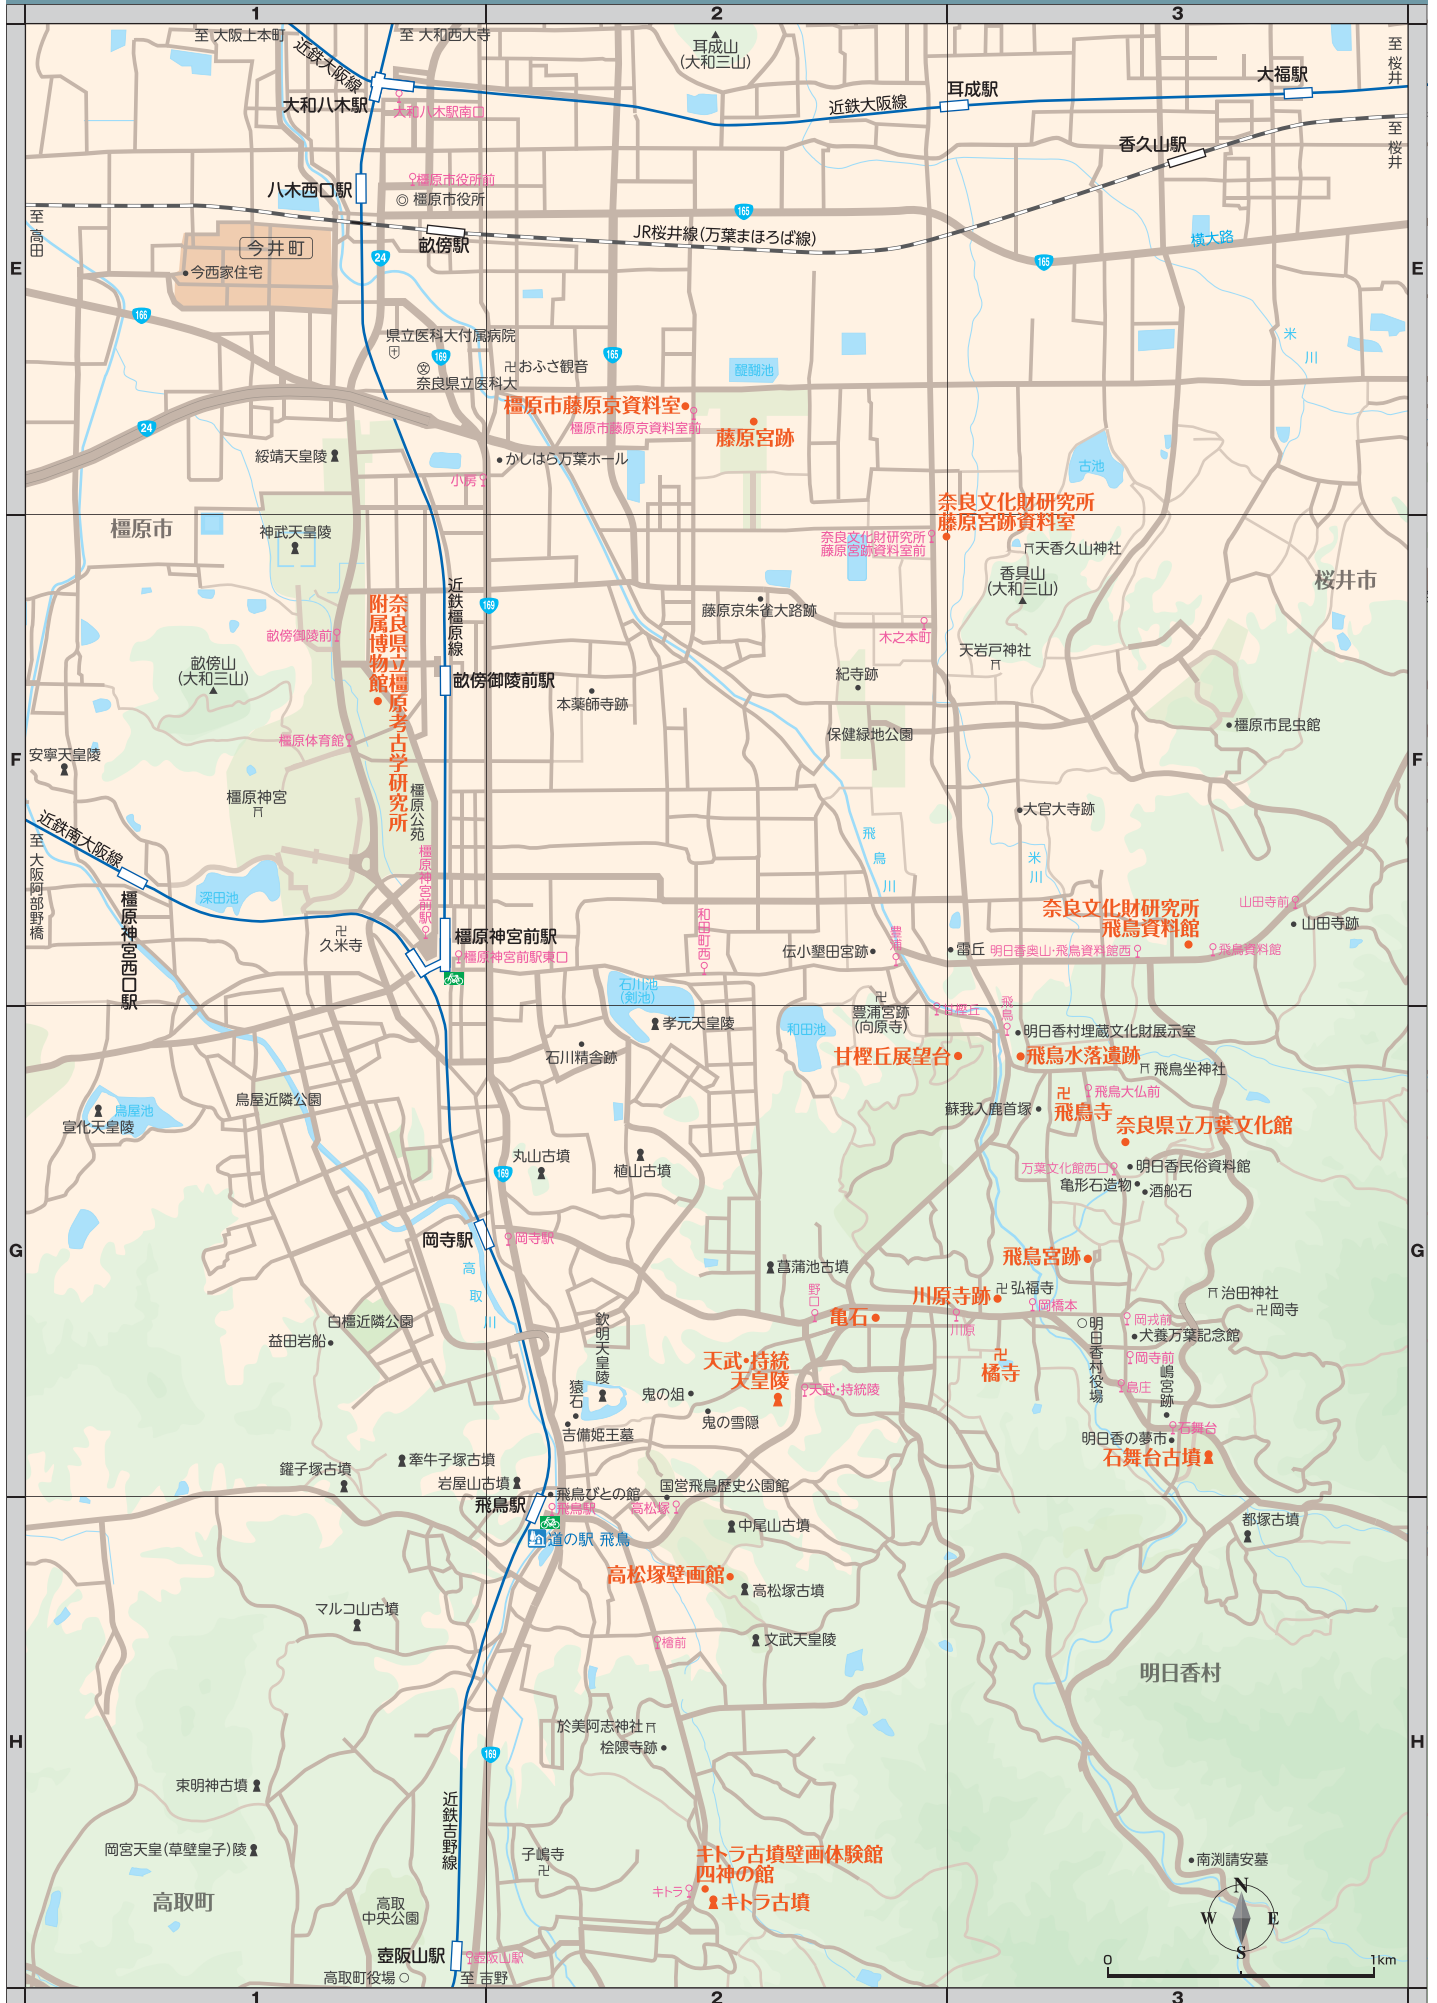 1
2
3
至 大阪上本町
至 大和西大寺
近鉄大阪線
大和八木駅
大和八木駅南口
耳成山
(大和三山)
近鉄大阪線
耳成駅
大福駅
至 桜井
香久山駅
至 桜井
八木西口駅
橿原市役所前
橿原市役所
至 高田
今井町
今西家住宅
畝傍駅
24
165
JR桜井線(万葉まほろば線)
165
横大路
E
E
166
県立医科大付属病院
169
奈良県立医科大
おふさ観音
165
醍醐池
米川
24
橿原市藤原京資料室
橿原市藤原京資料室前
藤原宮跡
綏靖天皇陵
かしはら万葉ホール
小房
古池
奈良文化財研究所
藤原宮跡資料室
橿原市
神武天皇陵
奈良文化財研究所
藤原宮跡資料室前
天香久山神社
香具山
(大和三山)
桜井市
近鉄橿原線
169
藤原京朱雀大路跡
木之本町
奈良県立橿原考古学研究所
附属博物館
畝傍御陵前
畝傍山
(大和三山)
畝傍御陵前駅
本薬師寺跡
紀寺跡
天岩戸神社
保健緑地公園
橿原市昆虫館
橿原体育館
安寧天皇陵
F
F
橿原神宮
橿原公苑
大官大寺跡
近鉄南大阪線
至 大阪阿部野橋
橿原神宮西口駅
橿原神宮前駅
深田池
久米寺
飛鳥川
米川
橿原神宮前駅
橿原神宮前駅東口
和田町西
伝小墾田宮跡
豊浦
雷丘
奈良文化財研究所
飛鳥資料館
明日香奥山・飛鳥資料館西
飛鳥資料館
山田寺前
山田寺跡
石川池
(剣池)
孝元天皇陵
石川精舎跡
和田池
豊浦宮跡
(向原寺)
甘樫丘
飛鳥
明日香村埋蔵文化財展示室
甘樫丘展望台
飛鳥水落遺跡
飛鳥坐神社
飛鳥大仏前
飛鳥寺
蘇我入鹿首塚
奈良県立万葉文化館
万葉文化館西口
明日香民俗資料館
亀形石造物
酒船石
鳥屋池
宣化天皇陵
鳥屋近隣公園
丸山古墳
植山古墳
169
岡寺駅
岡寺駅
G
G
高取川
菖蒲池古墳
野口
飛鳥宮跡
川原寺跡
弘福寺
岡橋本
治田神社
岡寺
亀石
川原
岡戎前
明日香村役場
犬養万葉記念館
白橿近隣公園
益田岩船
欽明天皇陵
天武・持統
天皇陵
天武・持統陵
橘寺
岡寺前
島庄
嶋宮跡
猿石
鬼の俎
鬼の雪隠
吉備姫王墓
石舞台
明日香の夢市
石舞台古墳
牽牛子塚古墳
鑵子塚古墳
岩屋山古墳
飛鳥びとの館
国営飛鳥歴史公園館
飛鳥駅
飛鳥駅
高松塚
道の駅 飛鳥
中尾山古墳
都塚古墳
高松塚壁画館
高松塚古墳
マルコ山古墳
檜前
文武天皇陵
明日香村
於美阿志神社
桧隈寺跡
H
H
169
束明神古墳
近鉄吉野線
岡宮天皇(草壁皇子)陵
子嶋寺
キトラ古墳壁画体験館
四神の館
キトラ
キトラ古墳
南渕請安墓
高取町
高取
中央公園
壺阪山駅
壺阪山駅
高取町役場
至 吉野
N
W
E
S
0
1km
1
2
3